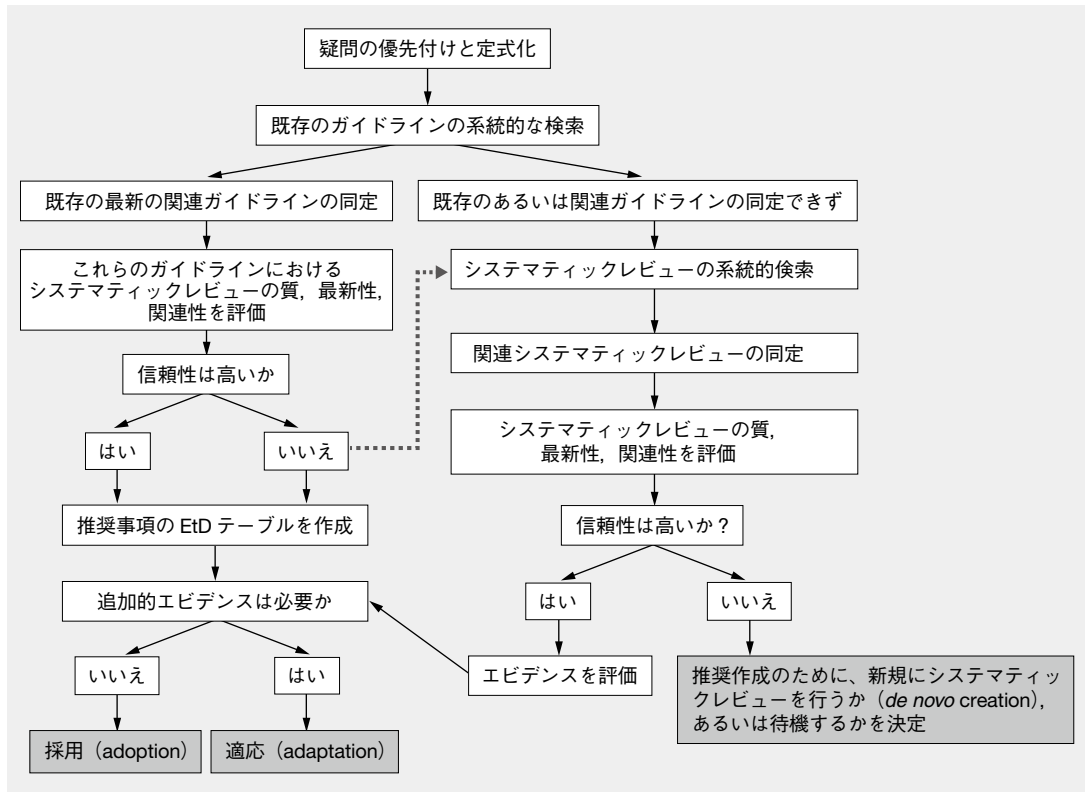 疑問の優先付けと定式化
既存のガイドラインの系統的な検索
既存の最新の関連ガイドラインの同定
既存のあるいは関連ガイドラインの同定できず
これらのガイドラインにおける
システマティックレビューの質，最新性，
関連性を評価
システマティックレビューの系統的検索
信頼性は高いか
関連システマティックレビューの同定
はい
いいえ
システマティックレビューの質，
最新性，関連性を評価
推奨事項の EtD テーブルを作成
信頼性は高いか？
追加的エビデンスは必要か
はい
いいえ
いいえ
はい
エビデンスを評価
推奨作成のために、新規にシステマティッ
クレビューを行うか（de novo creation），
あるいは待機するかを決定
採用（adoption）
適応（adaptation）